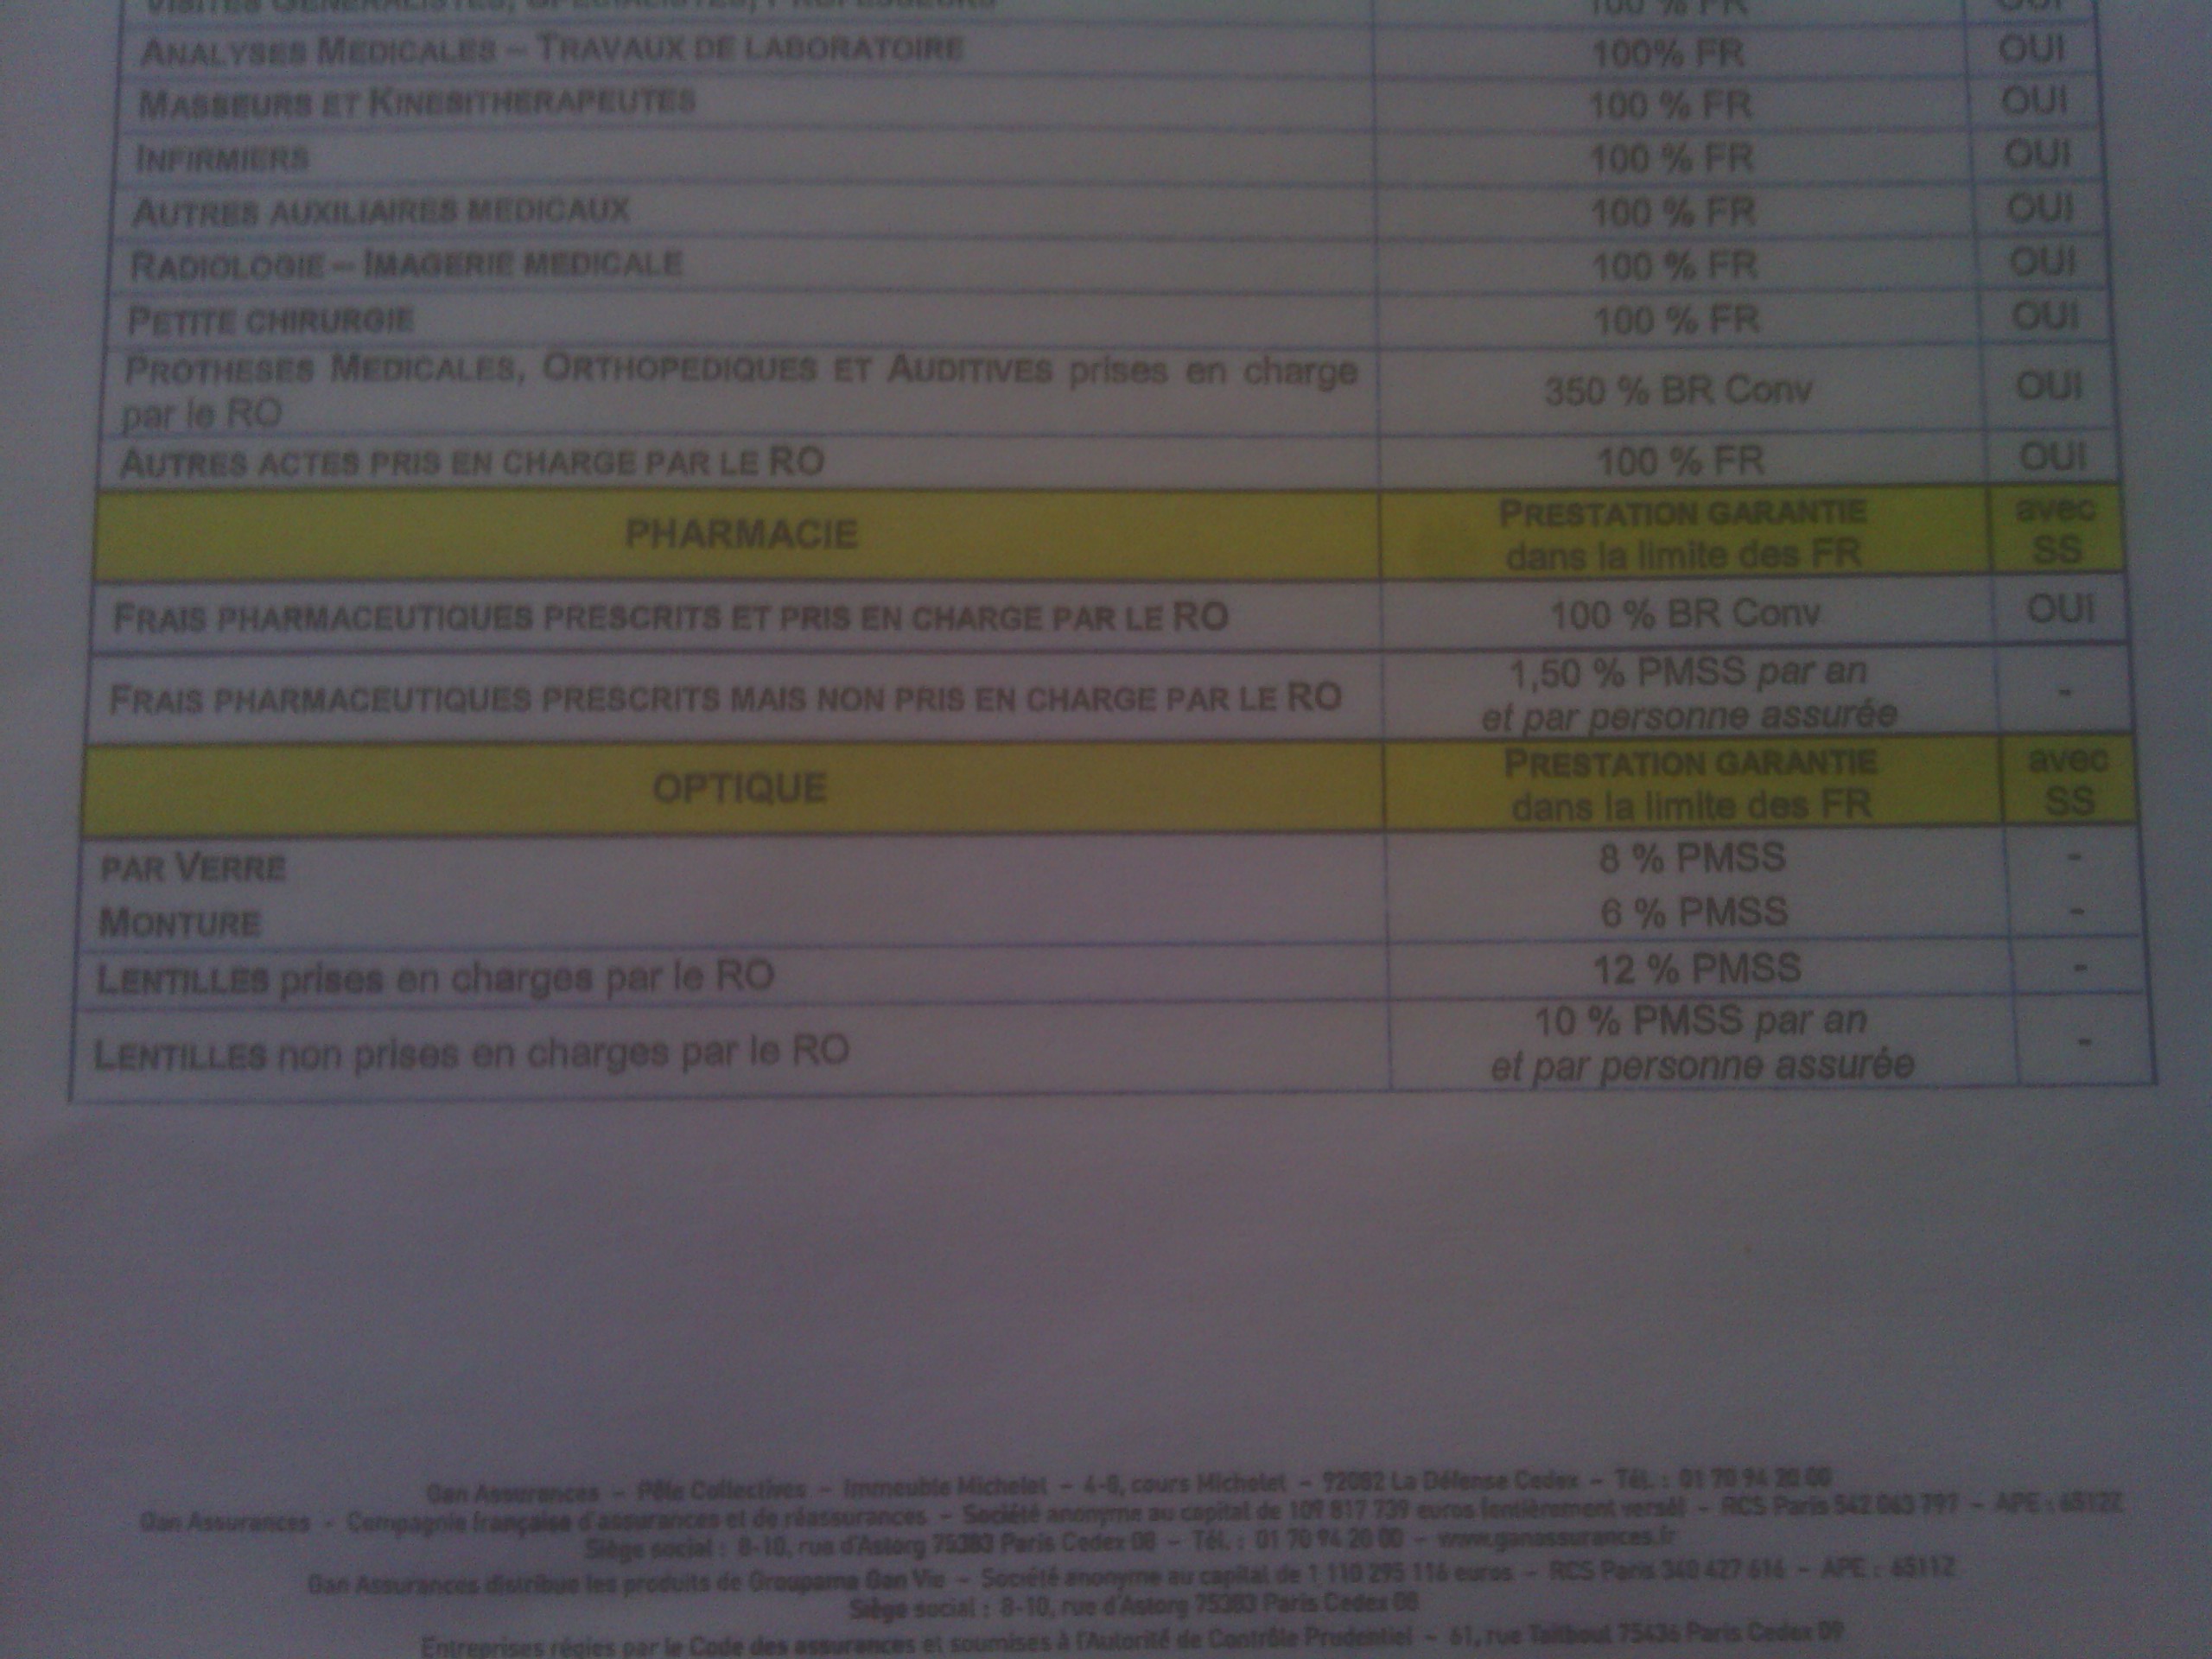 VISITES GENERALISTES, SPECIALISTES, PROFESSEURS 100 % FR OUI
ANALYSES MEDICALES – TRAVAUX DE LABORATOIRE 100% FR OUI
MASSEURS ET KINESITHERAPEUTES 100 % FR OUI
INFIRMIERS 100 % FR OUI
AUTRES AUXILIAIRES MEDICAUX 100 % FR OUI
RADIOLOGIE – IMAGERIE MEDICALE 100 % FR OUI
PETITE CHIRURGIE 100 % FR OUI
PROTHESES MEDICALES, ORTHOPEDIQUES ET AUDITIVES prises en charge
par le RO 350 % BR Conv OUI
AUTRES ACTES PRIS EN CHARGE PAR LE RO 100 % FR OUI
PHARMACIE
PRESTATION GARANTIE
dans la limite des FR
avec
SS
FRAIS PHARMACEUTIQUES PRESCRITS ET PRIS EN CHARGE PAR LE RO 100 % BR Conv OUI
FRAIS PHARMACEUTIQUES PRESCRITS MAIS NON PRIS EN CHARGE PAR LE RO
1,50 % PMSS par an
et par personne assurée
-
OPTIQUE
PRESTATION GARANTIE
dans la limite des FR
avec
SS
PAR VERRE 8 % PMSS -
MONTURE 6 % PMSS -
LENTILLES prises en charges par le RO 12 % PMSS -
LENTILLES non prises en charges par le RO
10 % PMSS par an
et par personne assurée
-
Gan Assurances – Pôle Collectives – Immeuble Michelet – 4-8, cours Michelet – 92082 La Défense Cedex – Tél. : 01 70 94 20 00
Gan Assurances - Compagnie française d'assurances et de réassurances – Société anonyme au capital de 109 817 739 euros (entièrement versé) – RCS Paris 542 063 797 – APE : 6512Z
Siège social : 8-10, rue d'Astorg 75383 Paris Cedex 08 – Tél. : 01 70 94 20 00 – www.ganassurances.fr
Gan Assurances distribue les produits de Groupama Gan Vie – Société anonyme au capital de 1 110 295 116 euros – RCS Paris 340 427 616 – APE : 6511Z
Siège social : 8-10, rue d'Astorg 75383 Paris Cedex 08
Entreprises régies par le Code des assurances et soumises à l'Autorité de Contrôle Prudentiel – 61, rue Taitbout 75436 Paris Cedex 09